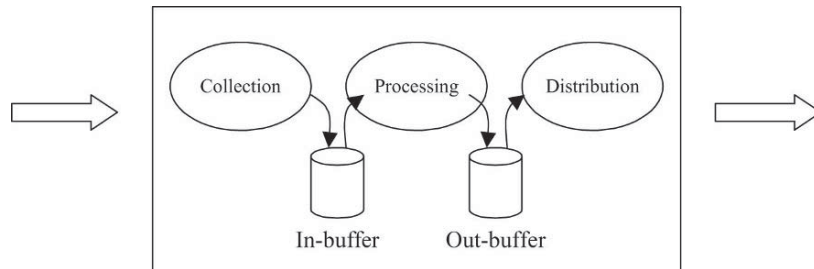 Collection
Processing
Distribution
In-buffer
Out-buffer